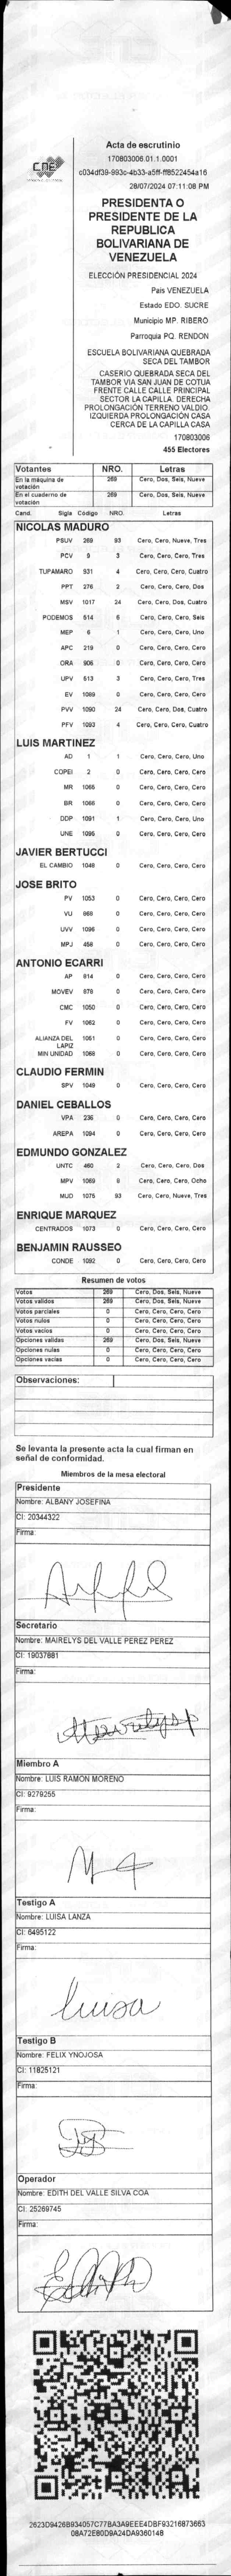 CNE
Acta de escrutinio
170803006.01.1.0001
c034df39-993c-4b33-a5ff-ff8522454a16
28/07/2024 07:11:08 PM
PRESIDENTA O
PRESIDENTE DE LA
REPUBLICA
BOLIVARIANA DE
VENEZUELA
ELECCIÓN PRESIDENCIAL 2024
Pais VENEZUELA
Estado EDO. SUCRE
Municipio MP. RIBERO
Parroquia PQ. RENDON
ESCUELA BOLIVARIANA QUEBRADA
SECA DEL TAMBOR
CASERIO QUEBRADA SECA DEL
TAMBOR VIA SAN JUAN DE COTUA
FRENTE CALLE CALLE PRINCIPAL
SECTOR LA CAPILLA. DERECHA
PROLONGACIÓN TERRENO VALDIO.
IZQUIERDA PROLONGACIÓN CASA
CERCA DE LA CAPILLA CASA
170803006
455 Electores
Votantes NRO. Letras
En la máquina de votación 269 Cero, Dos, Seis, Nueve
En el cuaderno de votación 269 Cero, Dos, Seis, Nueve
Cand. Sigla Código NRO. Letras
NICOLAS MADURO
PSUV 269 93 Cero, Cero, Nueve, Tres
PCV 9 3 Cero, Cero, Cero, Tres
TUPAMARO 931 4 Cero, Cero, Cero, Cuatro
PPT 276 2 Cero, Cero, Cero, Dos
MSV 1017 24 Cero, Cero, Dos, Cuatro
PODEMOS 514 6 Cero, Cero, Cero, Seis
MEP 6 1 Cero, Cero, Cero, Uno
APC 219 0 Cero, Cero, Cero, Cero
ORA 906 0 Cero, Cero, Cero, Cero
UPV 513 3 Cero, Cero, Cero, Tres
EV 1089 0 Cero, Cero, Cero, Cero
PVV 1090 24 Cero, Cero, Dos, Cuatro
PFV 1093 4 Cero, Cero, Cero, Cuatro
LUIS MARTINEZ
AD 1 1 Cero, Cero, Cero, Uno
COPEI 2 0 Cero, Cero, Cero, Cero
MR 1065 0 Cero, Cero, Cero, Cero
BR 1066 0 Cero, Cero, Cero, Cero
DDP 1091 1 Cero, Cero, Cero, Uno
UNE 1095 0 Cero, Cero, Cero, Cero
JAVIER BERTUCCI
EL CAMBIO 1048 0 Cero, Cero, Cero, Cero
JOSE BRITO
PV 1053 0 Cero, Cero, Cero, Cero
VU 868 0 Cero, Cero, Cero, Cero
UVV 1096 0 Cero, Cero, Cero, Cero
MPJ 458 0 Cero, Cero, Cero, Cero
ANTONIO ECARRI
AP 814 0 Cero, Cero, Cero, Cero
MOVEV 878 0 Cero, Cero, Cero, Cero
CMC 1050 0 Cero, Cero, Cero, Cero
FV 1062 0 Cero, Cero, Cero, Cero
ALIANZA DEL LAPIZ 1051 0 Cero, Cero, Cero, Cero
MIN UNIDAD 1068 0 Cero, Cero, Cero, Cero
CLAUDIO FERMIN
SPV 1049 0 Cero, Cero, Cero, Cero
DANIEL CEBALLOS
VPA 236 0 Cero, Cero, Cero, Cero
AREPA 1094 0 Cero, Cero, Cero, Cero
EDMUNDO GONZALEZ
UNTC 460 2 Cero, Cero, Cero, Dos
MPV 1069 8 Cero, Cero, Cero, Ocho
MUD 1075 93 Cero, Cero, Nueve, Tres
ENRIQUE MARQUEZ
CENTRADOS 1073 0 Cero, Cero, Cero, Cero
BENJAMIN RAUSSEO
CONDE 1092 0 Cero, Cero, Cero, Cero
Resumen de votos
Votos 269 Cero, Dos, Seis, Nueve
Votos validos 269 Cero, Dos, Seis, Nueve
Votos parciales 0 Cero, Cero, Cero, Cero
Votos nulos 0 Cero, Cero, Cero, Cero
Votos vacios 0 Cero, Cero, Cero, Cero
Opciones validas 269 Cero, Dos, Seis, Nueve
Opciones nulas 0 Cero, Cero, Cero, Cero
Opciones vacias 0 Cero, Cero, Cero, Cero
Observaciones:
Se levanta la presente acta la cual firman en
señal de conformidad.
Miembros de la mesa electoral
Presidente
Nombre: ALBANY JOSEFINA
CI: 20344322
Firma:
Secretario
Nombre: MAIRELYS DEL VALLE PEREZ PEREZ
CI: 19037881
Firma:
Miembro A
Nombre: LUIS RAMON MORENO
CI: 9279255
Firma:
Testigo A
Nombre: LUISA LANZA
CI: 6495122
Firma:
Luisa
Testigo B
Nombre: FELIX YNOJOSA
CI: 11825121
Firma:
Operador
Nombre: EDITH DEL VALLE SILVA COA
CI: 25269745
Firma:
2623D9426B934057C77BA3A9EEE4DBF93216873663
08A72E80D9A24DA9360148